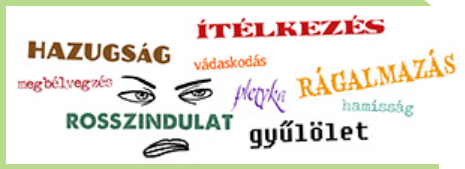 ÍTÉLKEZÉS
HAZUGSÁG
vádaskodás
megbélyegzés
pletyka
RÁGALMAZÁS
hamisság
ROSSZINDULAT
gyűlölet